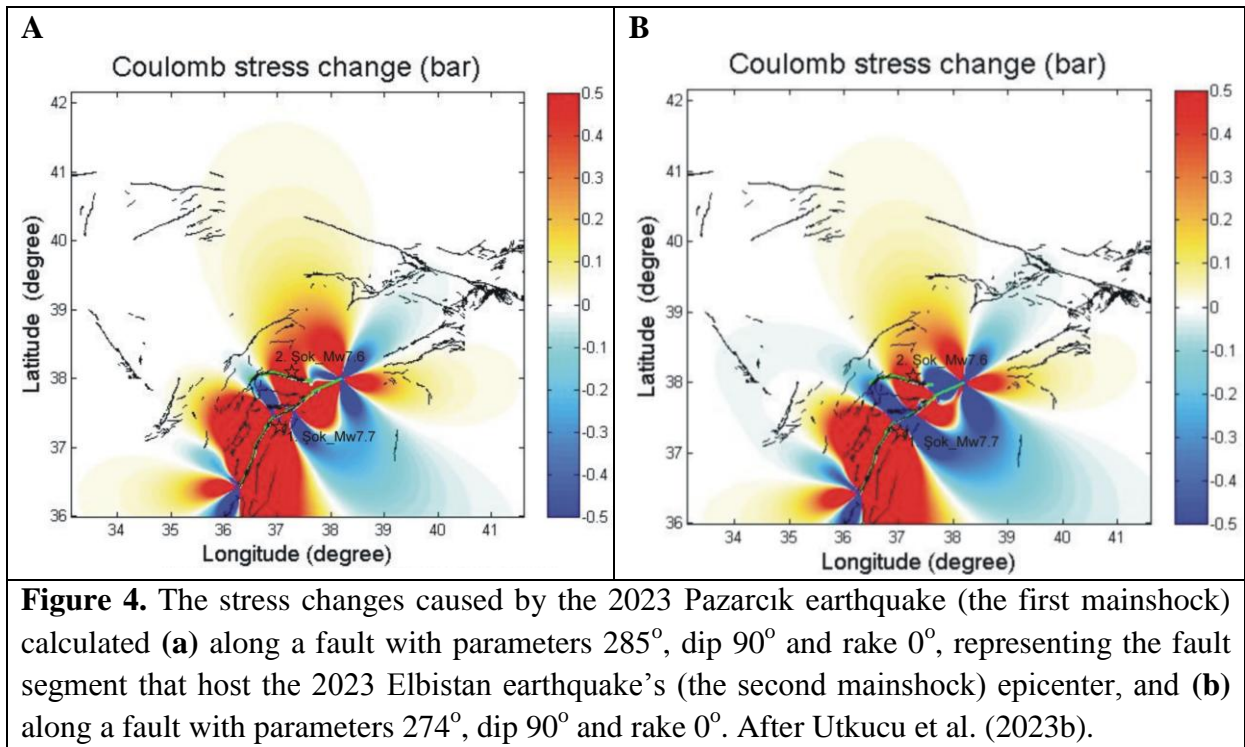 A
Coulomb stress change (bar)
42
41
40
39
38
37
36
Latitude (degree)
34 35 36 37 38 39 40 41
Longitude (degree)
2. Şok_Mw7.6
1. Şok_Mw7.7
0.5
0.4
0.3
0.2
0.1
0
-0.1
-0.2
-0.3
-0.4
-0.5
B
Coulomb stress change (bar)
42
41
40
39
38
37
36
Latitude (degree)
34 35 36 37 38 39 40 41
Longitude (degree)
2. Şok_Mw7.6
1. Şok_Mw7.7
0.5
0.4
0.3
0.2
0.1
0
-0.1
-0.2
-0.3
-0.4
-0.5
Figure 4. The stress changes caused by the 2023 Pazarcık earthquake (the first mainshock)
calculated (a) along a fault with parameters 285°, dip 90° and rake 0°, representing the fault
segment that host the 2023 Elbistan earthquake's (the second mainshock) epicenter, and (b)
along a fault with parameters 274°, dip 90° and rake 0°. After Utkucu et al. (2023b).